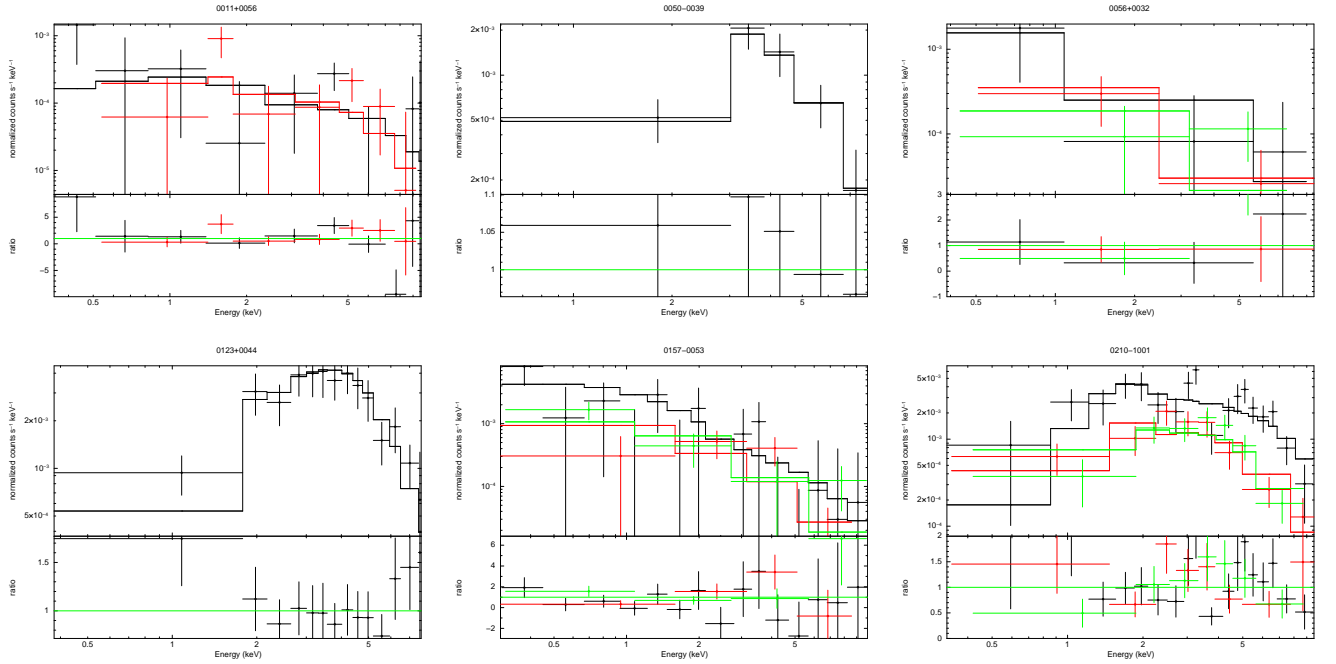 0011+0056
10⁻³
10⁻⁴
10⁻⁵
normalized counts s⁻¹ keV⁻¹
5
0
−5
ratio
0.5 1 2 5
Energy (keV)
0050−0039
2×10⁻³
10⁻³
5×10⁻⁴
2×10⁻⁴
normalized counts s⁻¹ keV⁻¹
1.1
1.05
1
ratio
1 2 5
Energy (keV)
0056+0032
10⁻³
10⁻⁴
normalized counts s⁻¹ keV⁻¹
3
2
1
0
−1
ratio
0.5 1 2 5
Energy (keV)
0123+0044
2×10⁻³
10⁻³
5×10⁻⁴
normalized counts s⁻¹ keV⁻¹
1.5
1
ratio
0.5 1 2 5
Energy (keV)
0157−0053
10⁻³
10⁻⁴
normalized counts s⁻¹ keV⁻¹
6
4
2
0
−2
ratio
0.5 1 2 5
Energy (keV)
0210−1001
5×10⁻³
2×10⁻³
10⁻³
5×10⁻⁴
2×10⁻⁴
10⁻⁴
normalized counts s⁻¹ keV⁻¹
2
1.5
1
0.5
0
ratio
0.5 1 2 5
Energy (keV)